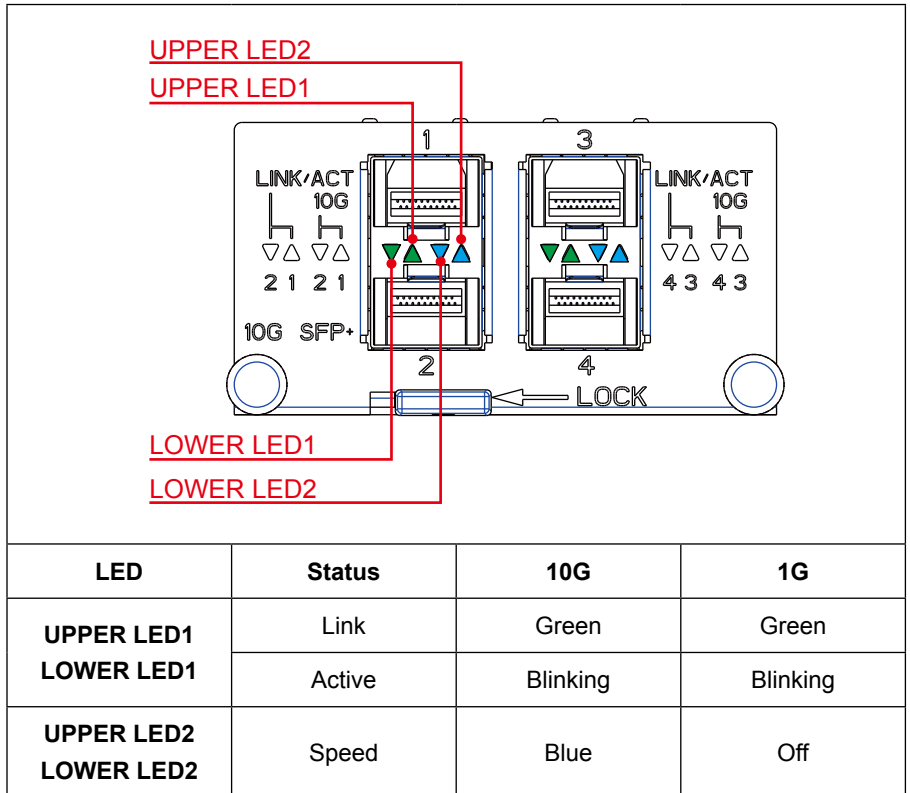 UPPER LED2
UPPER LED1
1 3
LINK/ACT LINK/ACT
10G 10G
2 1 2 1 4 3 4 3
10G SFP+
2 4
LOCK
LOWER LED1
LOWER LED2
LED Status 10G 1G
UPPER LED1
LOWER LED1
Link Green Green
Active Blinking Blinking
UPPER LED2
LOWER LED2
Speed Blue Off